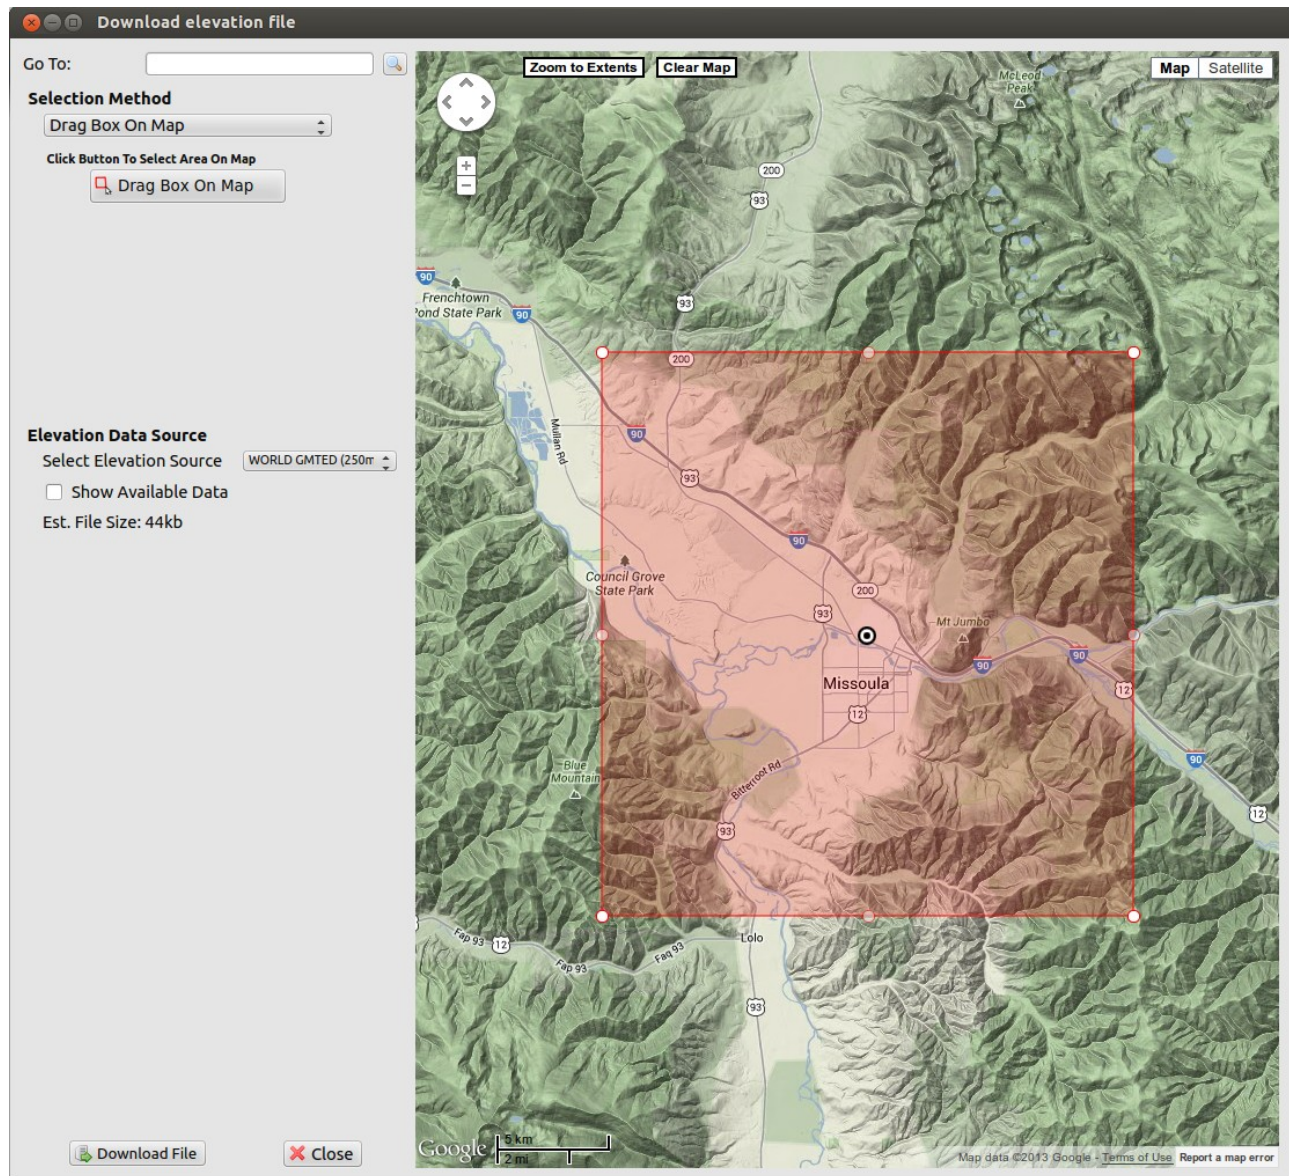 Download elevation file
Go To:
Selection Method
Drag Box On Map
Click Button To Select Area On Map
Drag Box On Map
Elevation Data Source
Select Elevation Source
WORLD GMTED (250m
Show Available Data
Est. File Size: 44kb
Download File
Close
Zoom to Extents
Clear Map
Map
Satellite
McLeod
Peak
200
93
90
Frenchtown
Pond State Park
90
93
200
Mullan Rd
90
93
90
Council Grove
State Park
200
93
Mt Jumbo
90
90
Missoula
12
12
Blue
Mountain
90
Bitterroot Rd
93
12
Fap 93
12
Fap 93
Faq 93
Lolo
93
Google
5 km
2 mi
Map data ©2013 Google - Terms of Use
Report a map error